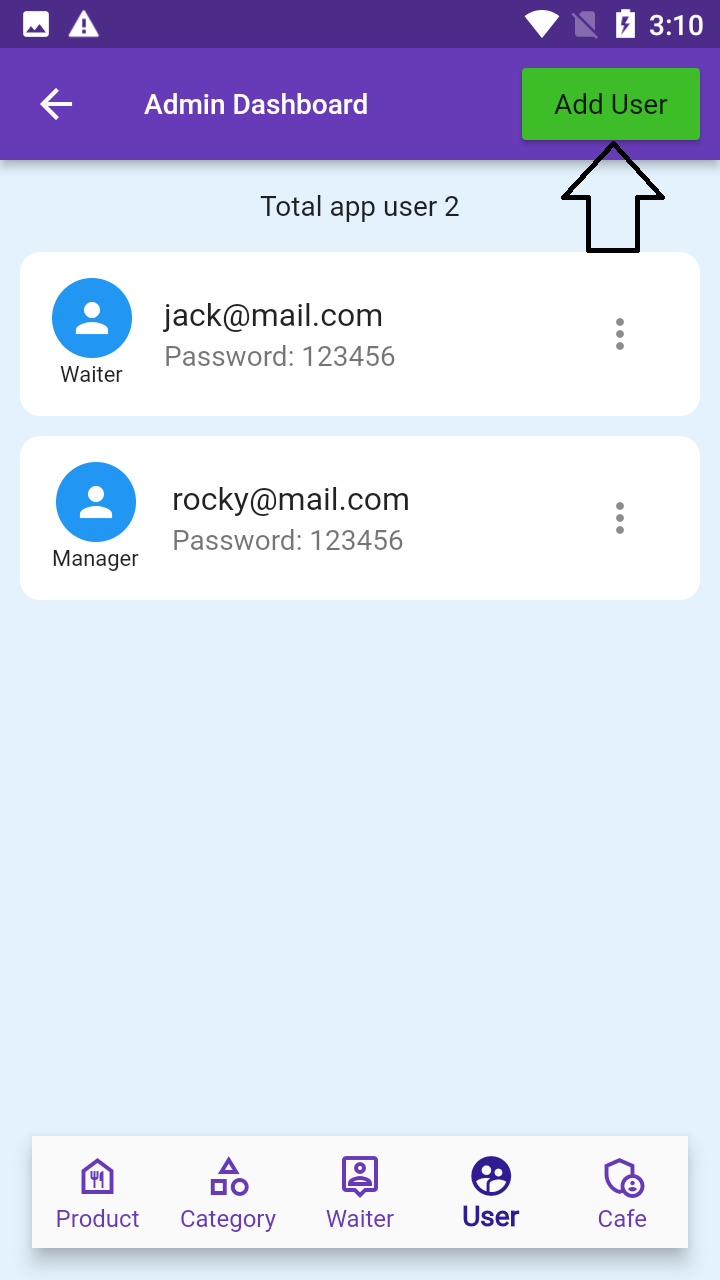 3:10
Admin Dashboard
Add User
Total app user 2
jack@mail.com
Password: 123456
Waiter
rocky@mail.com
Password: 123456
Manager
Product
Category
Waiter
User
Cafe